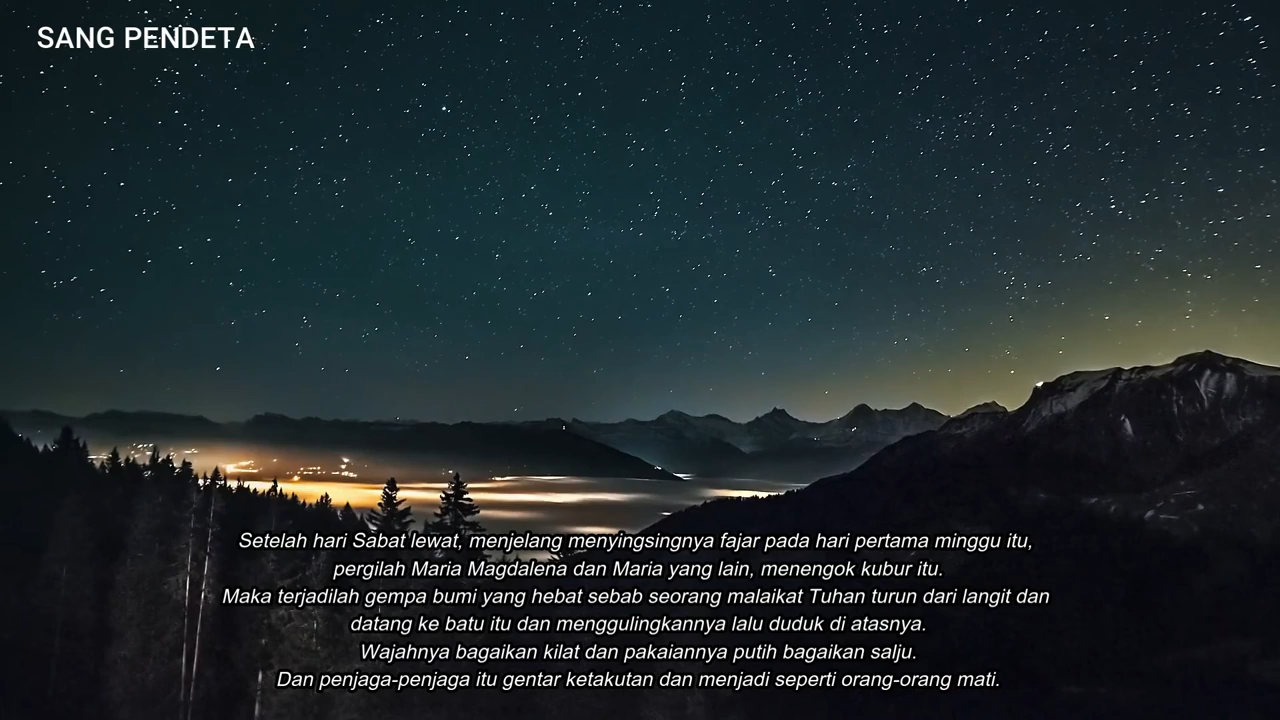 SANG PENDETA
Setelah hari Sabat lewat, menjelang menyingsingnya fajar pada hari pertama minggu itu,
pergilah Maria Magdalena dan Maria yang lain, menengok kubur itu.
Maka terjadilah gempa bumi yang hebat sebab seorang malaikat Tuhan turun dari langit dan
datang ke batu itu dan menggulingkannya lalu duduk di atasnya.
Wajahnya bagaikan kilat dan pakaiannya putih bagaikan salju.
Dan penjaga-penjaga itu gentar ketakutan dan menjadi seperti orang-orang mati.